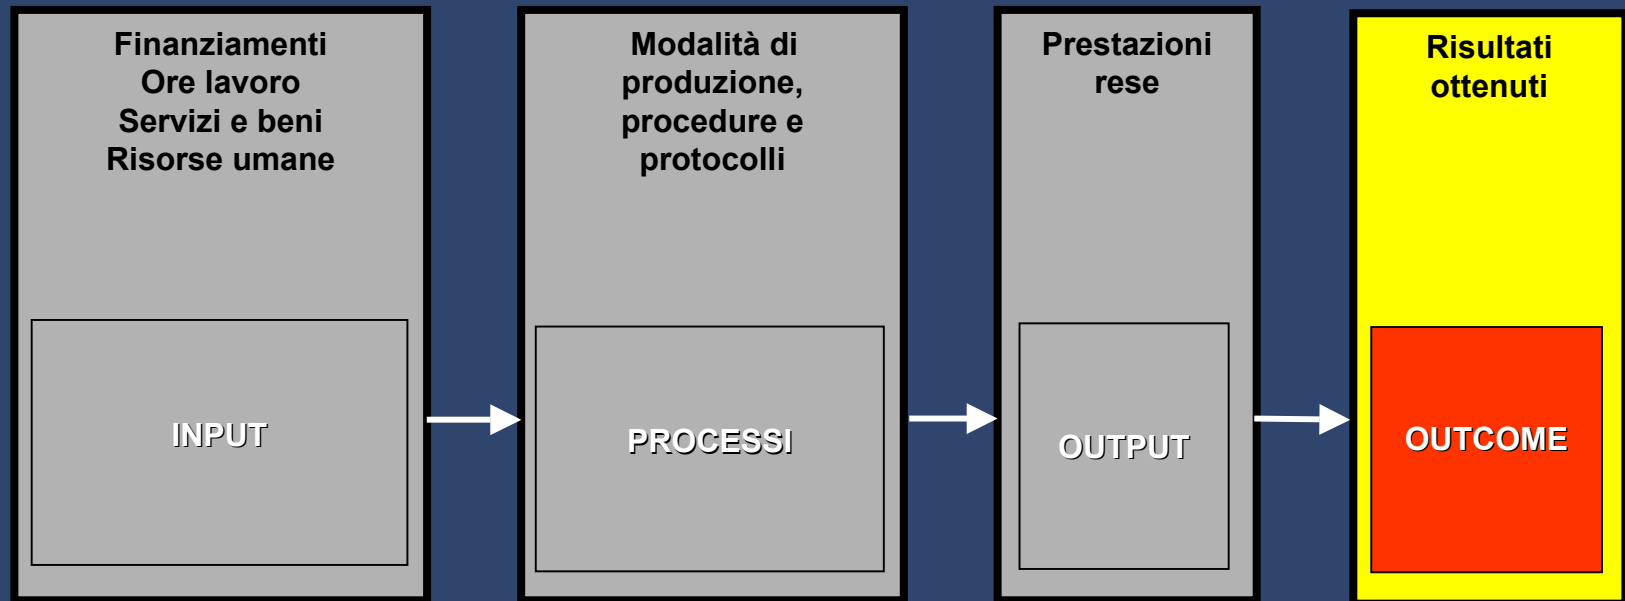 Finanziamenti
Ore lavoro
Servizi e beni
Risorse umane
INPUT
Modalità di
produzione,
procedure e
protocolli
PROCESSI
Prestazioni
rese
OUTPUT
Risultati
ottenuti
OUTCOME